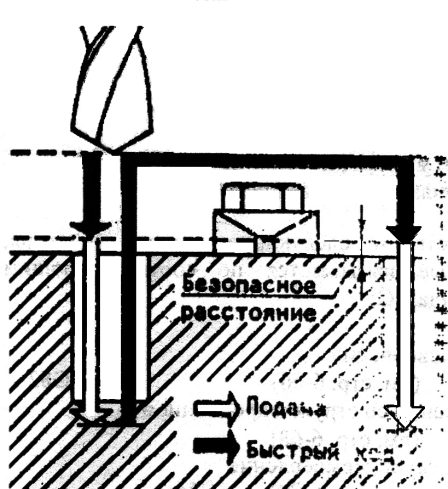 Безопасное
расстояние
Подача
Быстрый ход